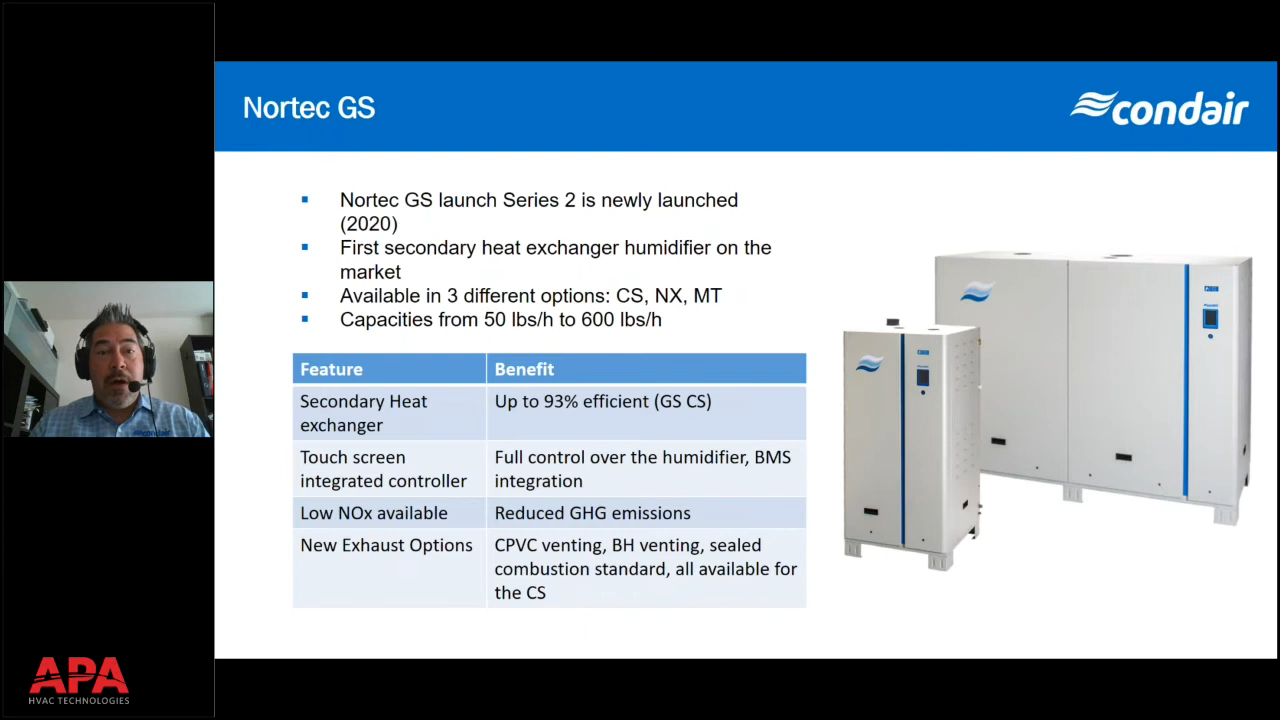 Nortec GS
condair
Nortec GS launch Series 2 is newly launched
(2020)
First secondary heat exchanger humidifier on the
market
Available in 3 different options: CS, NX, MT
Capacities from 50 lbs/h to 600 lbs/h
Feature
Benefit
Secondary Heat
exchanger
Up to 93% efficient (GS CS)
Touch screen
integrated controller
Full control over the humidifier, BMS
integration
Low NOx available
Reduced GHG emissions
New Exhaust Options
CPVC venting, BH venting, sealed
combustion standard, all available for
the CS
condair
APA
HVAC TECHNOLOGIES